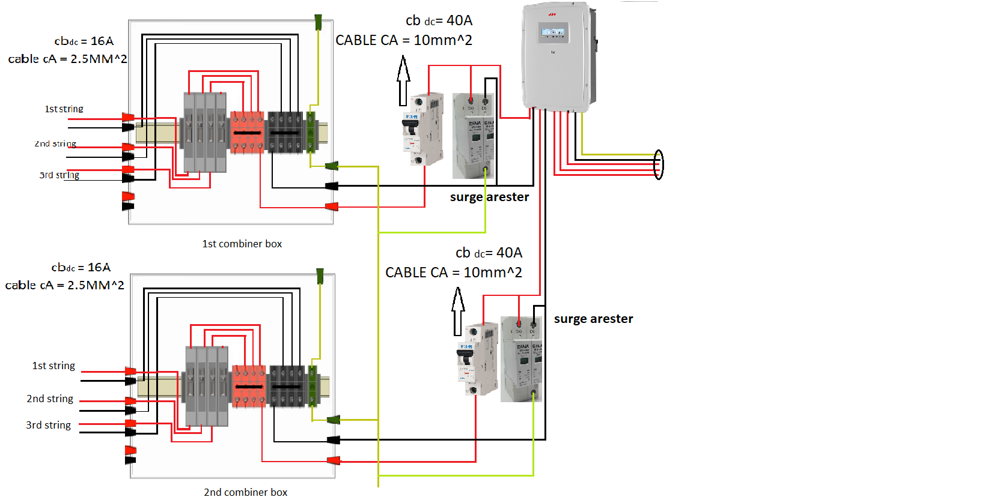 cb dc= 40A
CABLE CA = 10mm^2
cbdc = 16A
cable cA = 2.5MM^2
1st string
2nd string
3rd string
surge arester
1st combiner box
cb dc= 40A
CABLE CA = 10mm^2
cbdc = 16A
cable cA = 2.5MM^2
surge arester
1st string
2nd string
3rd string
2nd combiner box